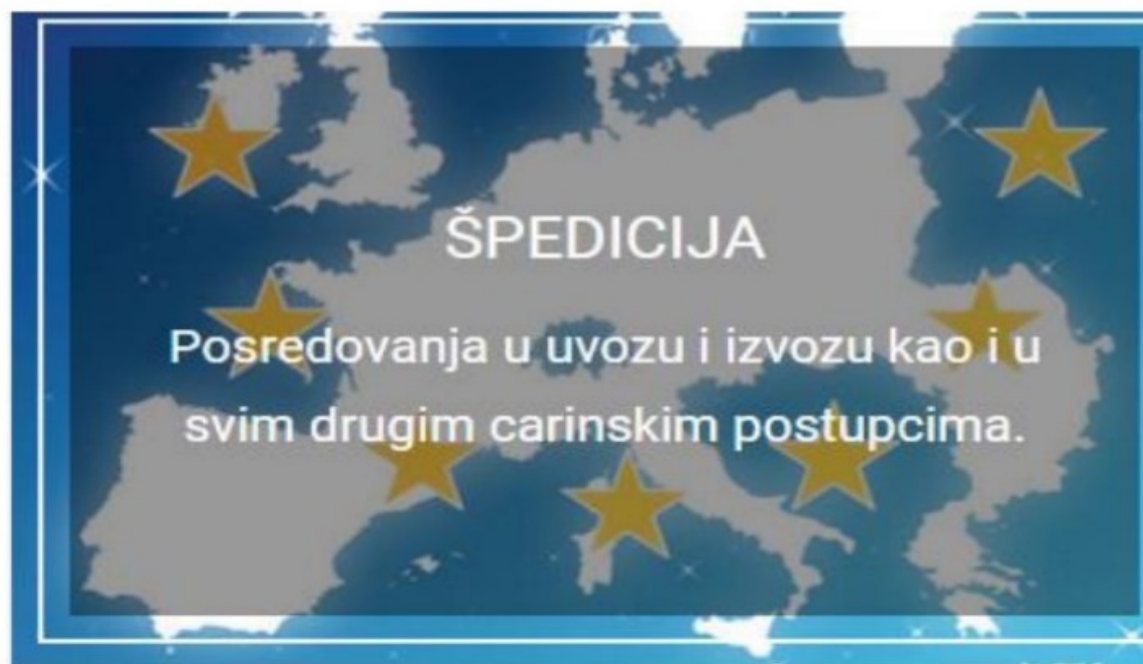 ŠPEDICIJA
Posredovanja u uvozu i izvozu kao i u
svim drugim carinskim postupcima.